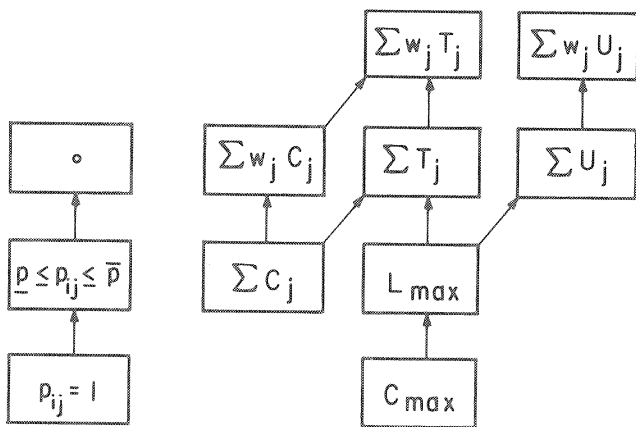 ∑ w_j T_j
∑ w_j U_j
∘
∑ w_j C_j
∑ T_j
∑ U_j
p̲ ≤ p_ij ≤ p̅
∑ C_j
L_max
p_ij = 1
C_max